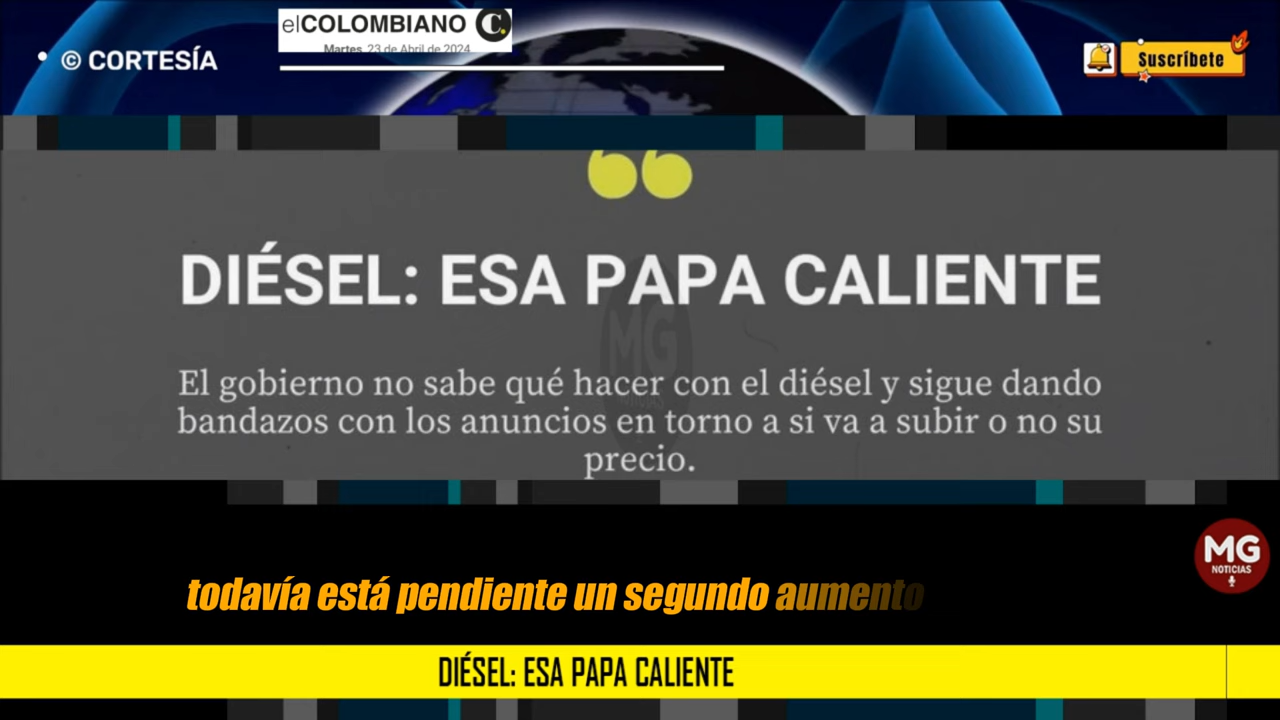 elCOLOMBIANO C.
Martes, 23 de Abril de 2024
© CORTESÍA
Suscríbete
DIÉSEL: ESA PAPA CALIENTE
El gobierno no sabe qué hacer con el diésel y sigue dando
bandazos con los anuncios en torno a si va a subir o no su
precio.
MG
MG
NOTICIAS
todavía está pendiente un segundo aumento
DIÉSEL: ESA PAPA CALIENTE